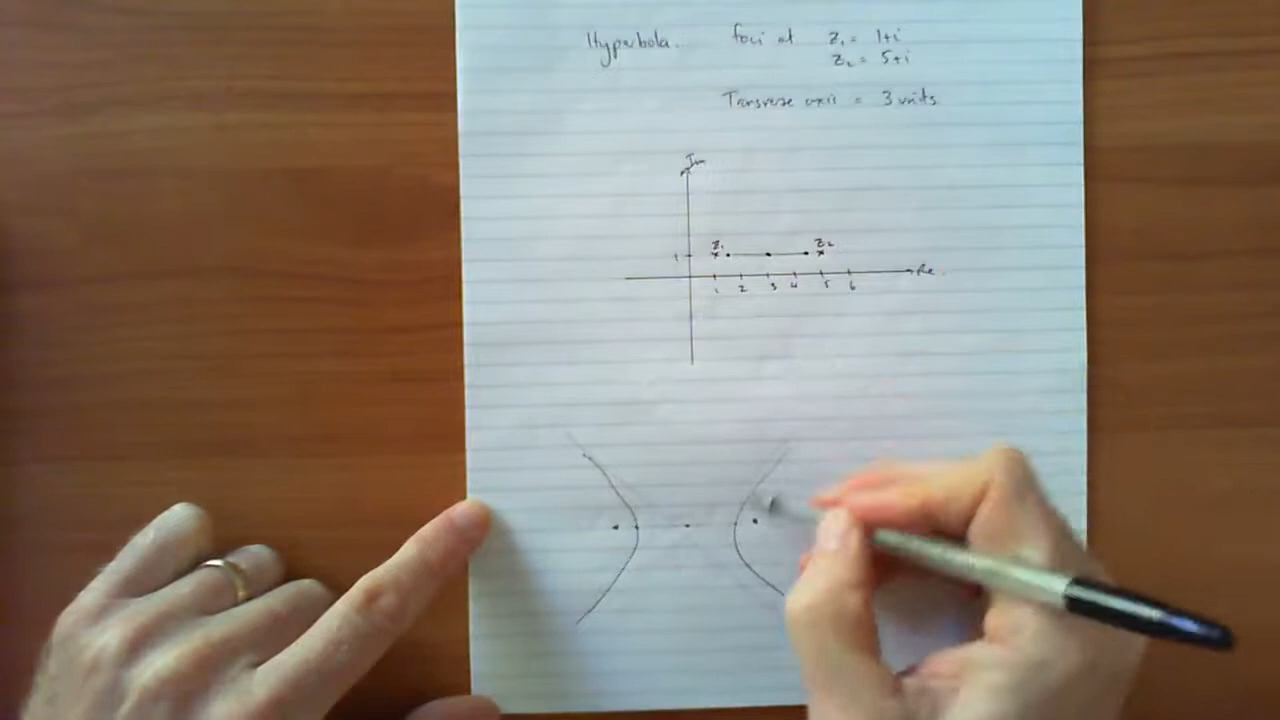 Hyperbola. foci at z₁ = 1+i
z₂ = 5+i
Transverse axis = 3 units
Im
z₁ z₂
1
Re
1 2 3 4 5 6